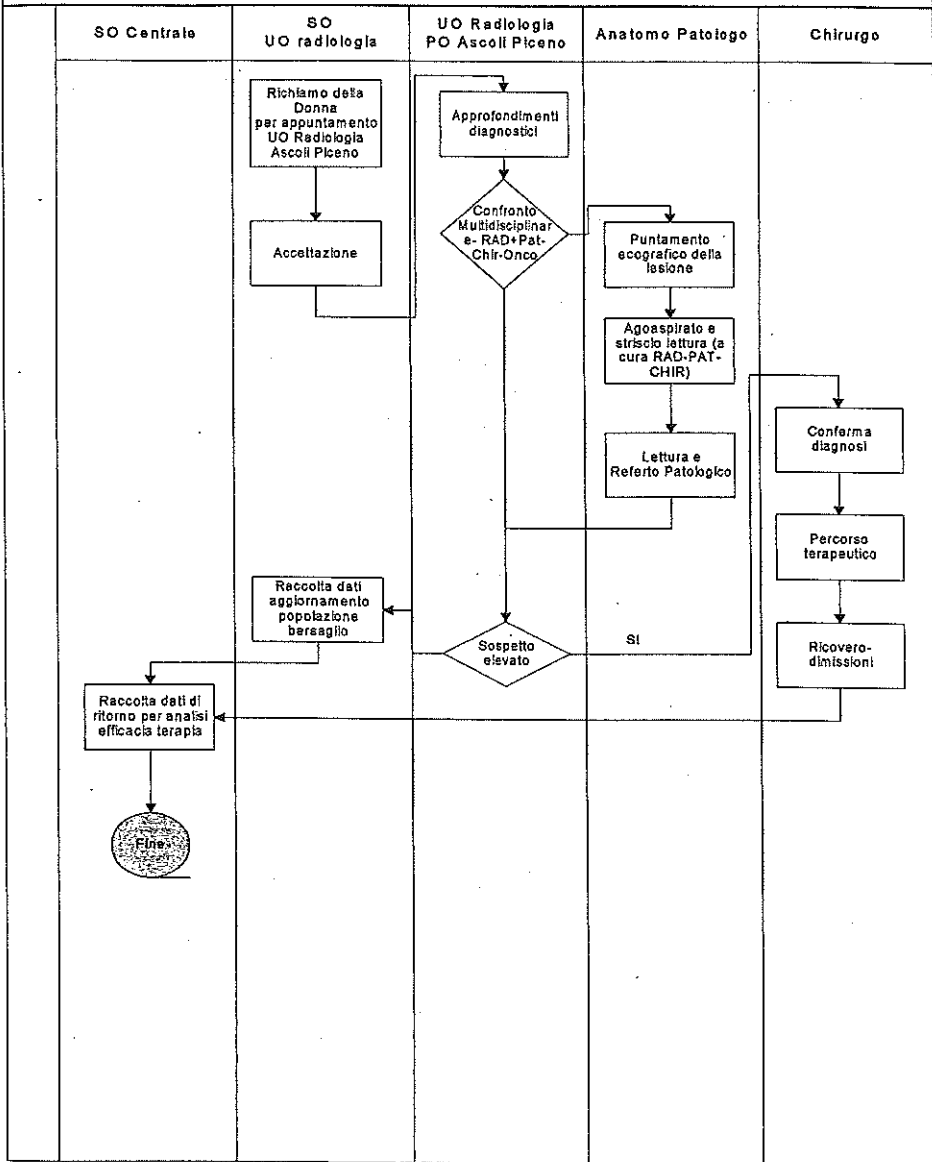 SO Centrale
SO
UO radiologia
UO Radiologia
PO Ascoli Piceno
Anatomo Patologo
Chirurgo
Richiamo della
Donna
per appuntamento
UO Radiologia
Ascoli Piceno
Accettazione
Approfondimenti
diagnostici
Confronto
Multidisciplinar
e- RAD+Pat-
Chir-Onco
Puntamento
ecografico della
lesione
Agoaspirato e
striscio lettura (a
cura RAD-PAT-
CHIR)
Lettura e
Referto Patologico
Conferma
diagnosi
Percorso
terapeutico
Ricovero-
dimissioni
Raccolta dati
aggiornamento
popolazione
bersaglio
Sospetto
elevato
SI
Raccolta dati di
ritorno per analisi
efficacia terapia
Fine